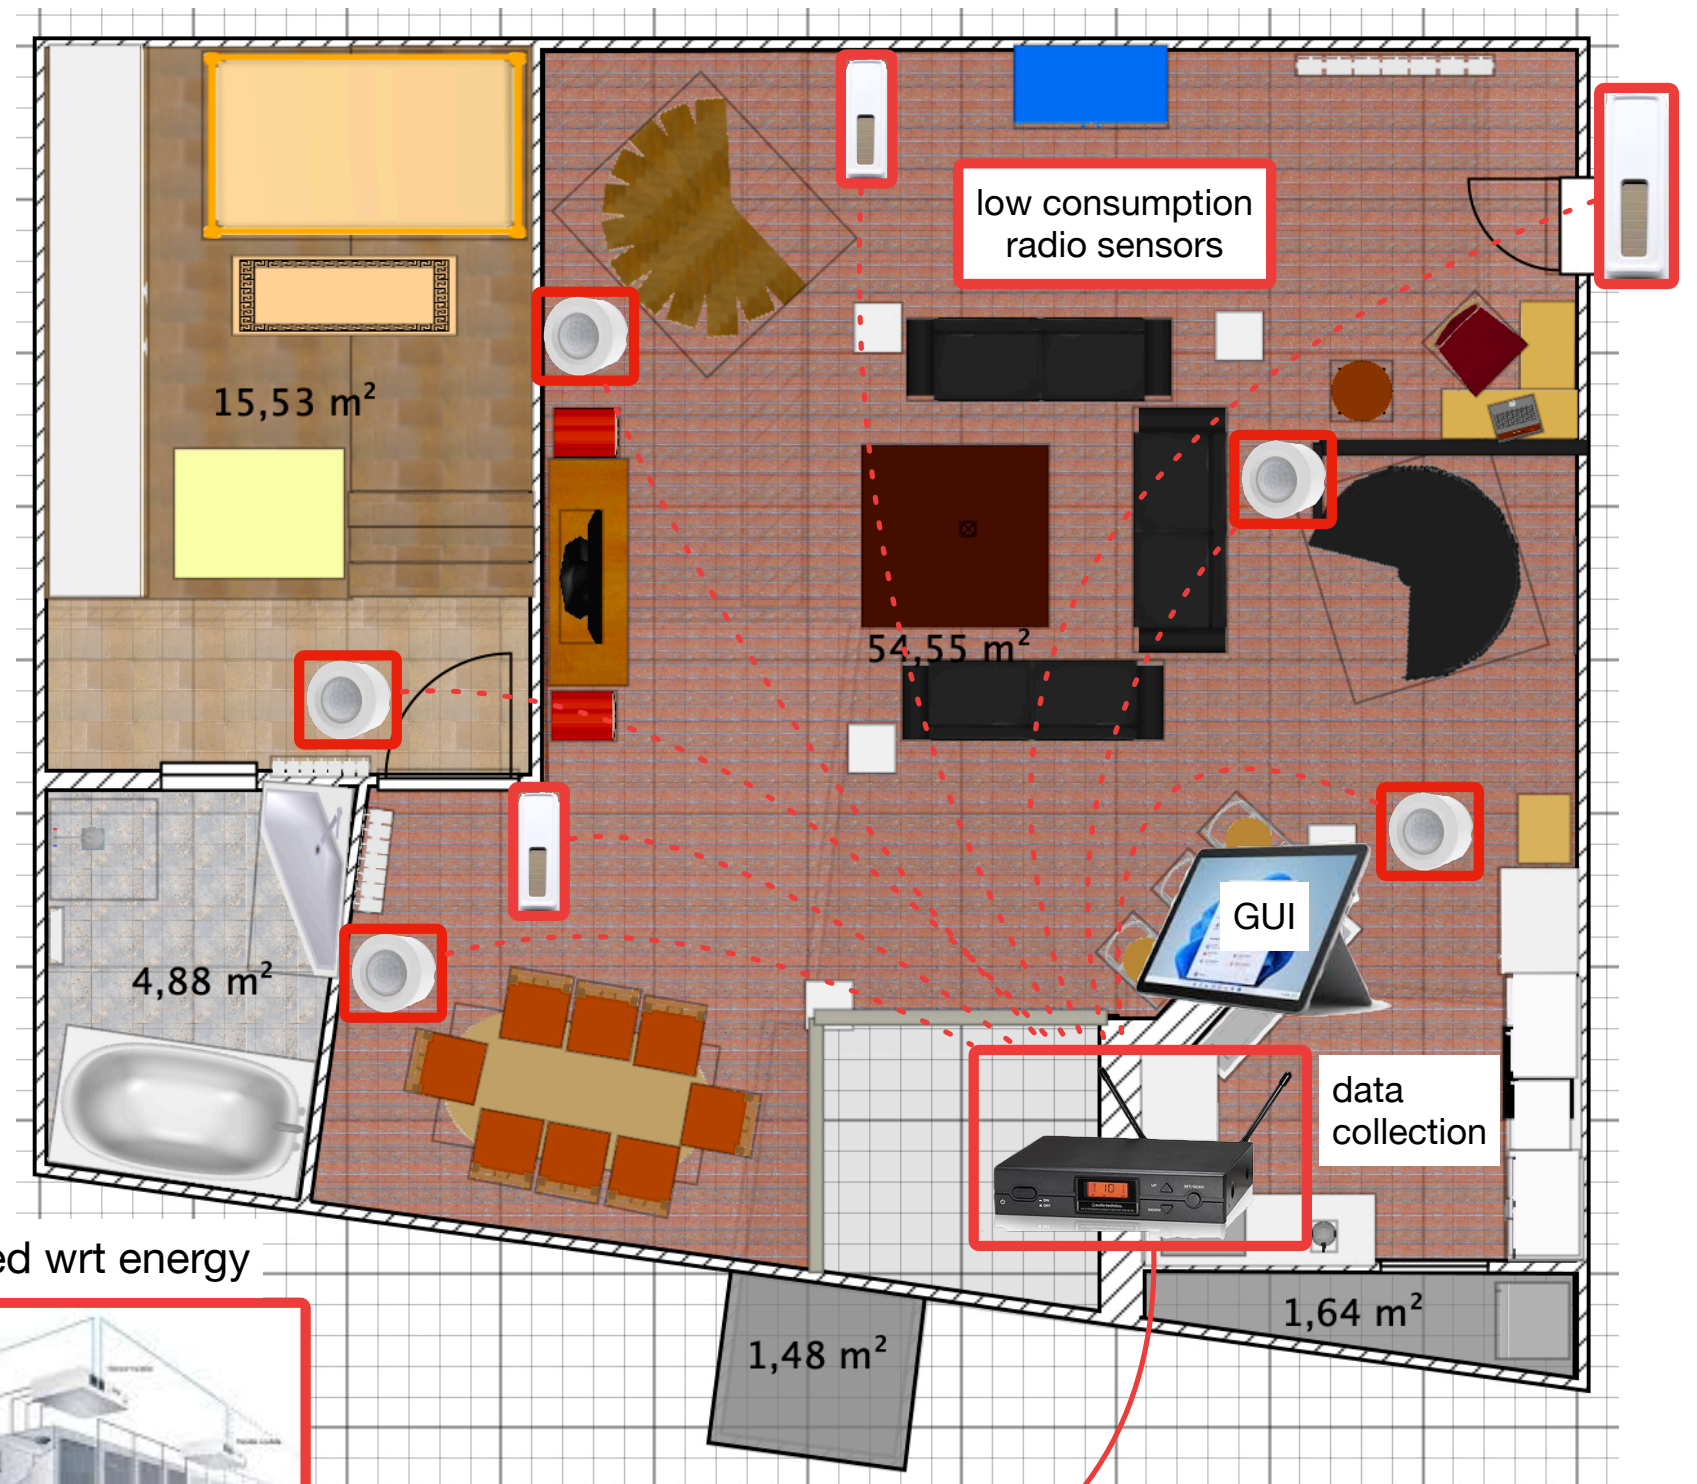 low consumption
radio sensors
15,53 m²
54,55 m²
GUI
4,88 m²
data
collection
10
ed wrt energy
1,64 m²
1,48 m²